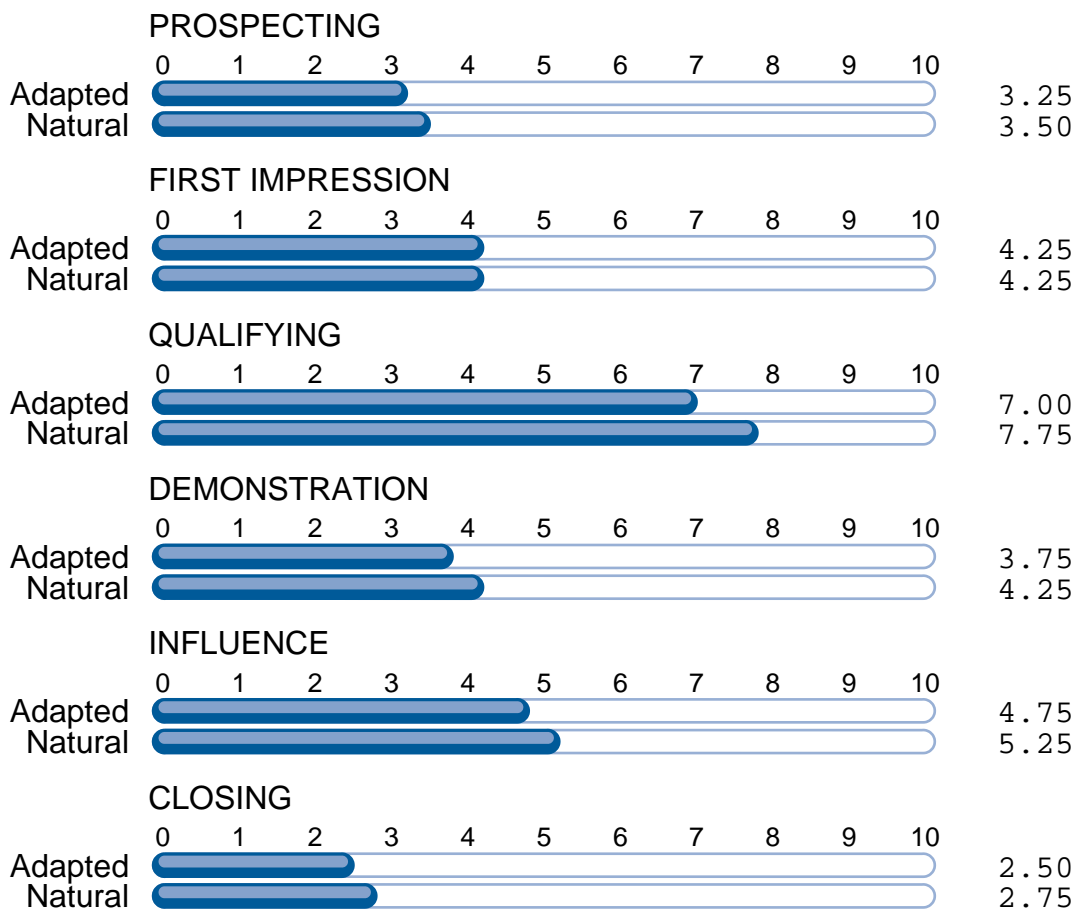 PROSPECTING
0 1 2 3 4 5 6 7 8 9 10
Adapted 3.25
Natural 3.50
FIRST IMPRESSION
0 1 2 3 4 5 6 7 8 9 10
Adapted 4.25
Natural 4.25
QUALIFYING
0 1 2 3 4 5 6 7 8 9 10
Adapted 7.00
Natural 7.75
DEMONSTRATION
0 1 2 3 4 5 6 7 8 9 10
Adapted 3.75
Natural 4.25
INFLUENCE
0 1 2 3 4 5 6 7 8 9 10
Adapted 4.75
Natural 5.25
CLOSING
0 1 2 3 4 5 6 7 8 9 10
Adapted 2.50
Natural 2.75